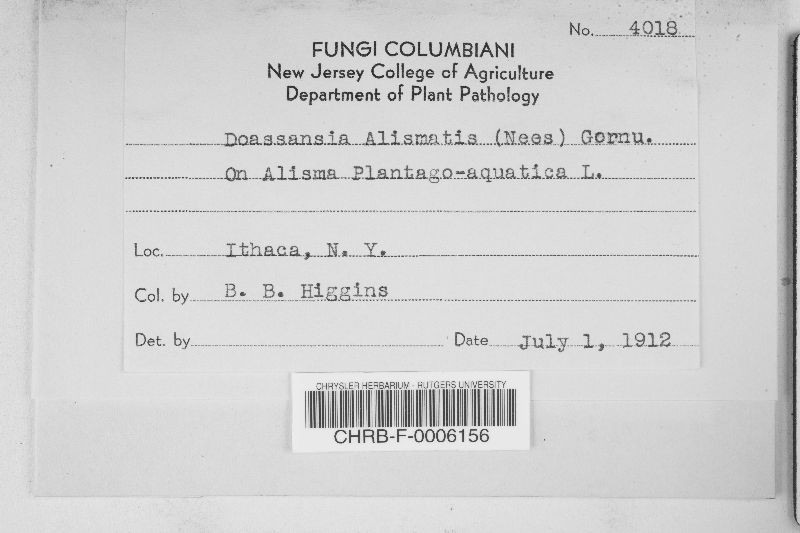 No. 4018
FUNGI COLUMBIANI
New Jersey College of Agriculture
Department of Plant Pathology
Doassansia Alismatis (Nees) Gornu.
On Alisma Plantago-aquatica L.
Loc. Ithaca, N. Y.
Col. by B. B. Higgins
Det. by Date July 1, 1912
CHRYSLER HERBARIUM - RUTGERS UNIVERSITY
CHRB-F-0006156